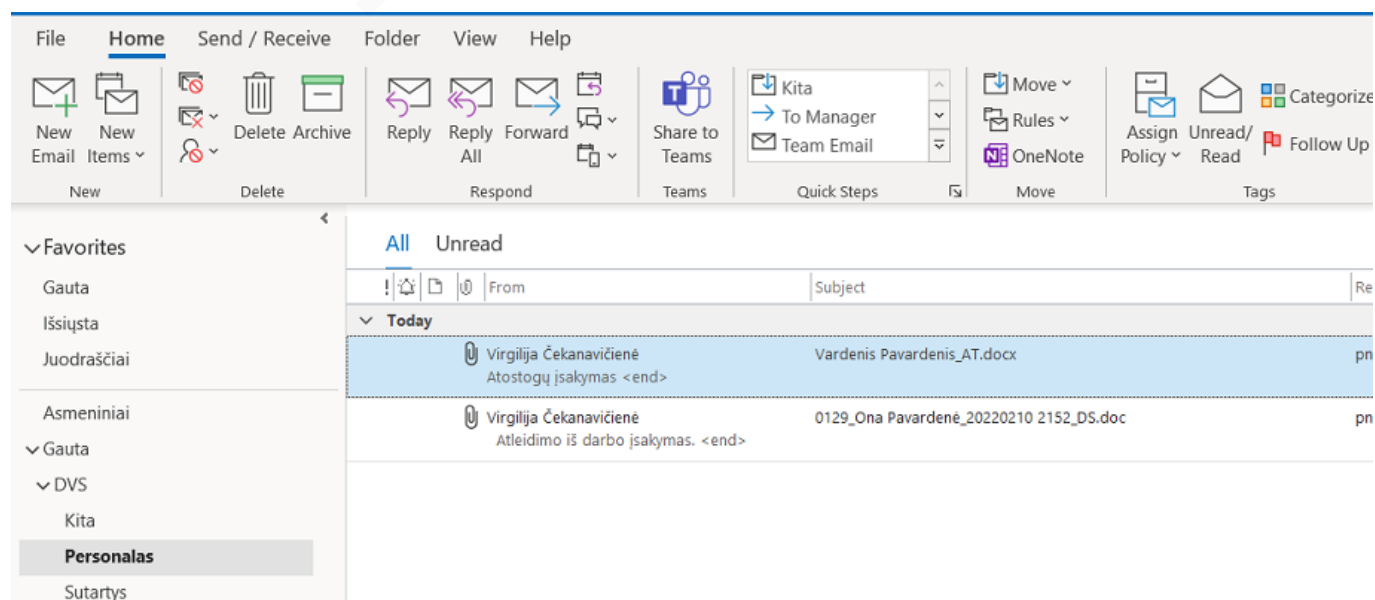 File Home Send / Receive Folder View Help
New Email
New Items
Delete
Archive
Reply
Reply All
Forward
Share to Teams
Kita
To Manager
Team Email
Move
Rules
OneNote
Assign Policy
Unread/ Read
Categorize
Follow Up
New Delete Respond Teams Quick Steps Move Tags
Favorites
Gauta
Išsiųsta
Juodraščiai
Asmeniniai
Gauta
DVS
Kita
Personalas
Sutartys
All Unread
! From Subject Re
Today
Virgilija Čekanavičienė Vardenis Pavardenis_AT.docx pn
Atostogų įsakymas <end>
Virgilija Čekanavičienė 0129_Ona Pavardenė_20220210 2152_DS.doc pn
Atleidimo iš darbo įsakymas. <end>